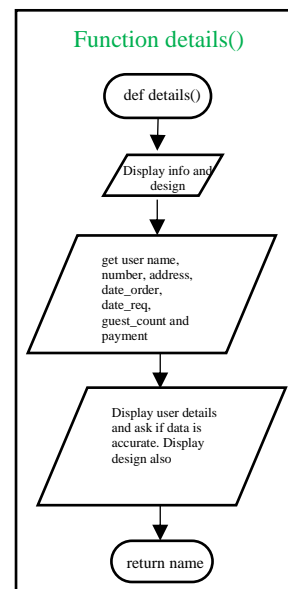 Function details()
def details()
Display info and
design
get user name,
number, address,
date_order,
date_req,
guest_count and
payment
Display user details
and ask if data is
accurate. Display
design also
return name